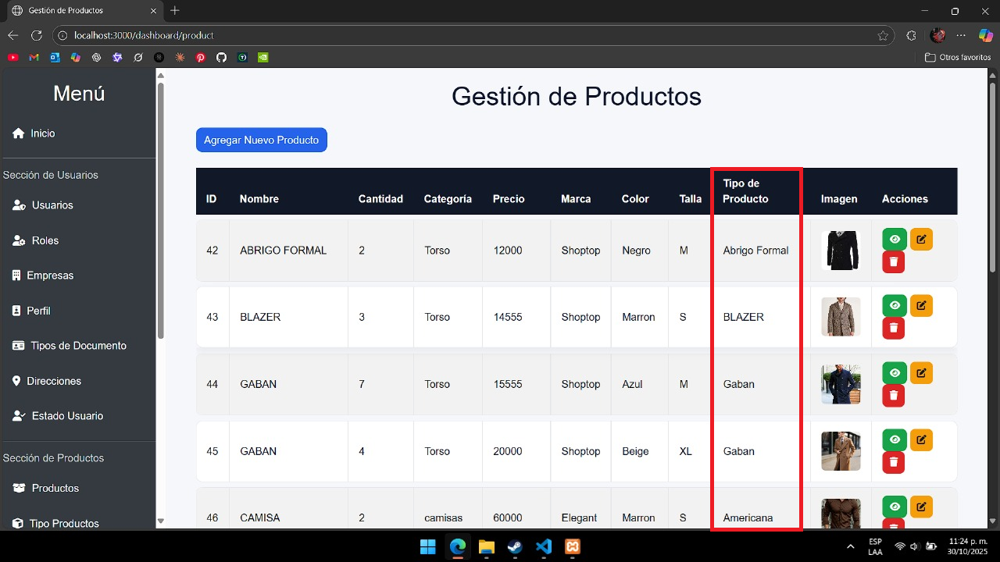 Gestión de Productos
localhost:3000/dashboard/product
Otros favoritos
Menú
Inicio
Sección de Usuarios
Usuarios
Roles
Empresas
Perfil
Tipos de Documento
Direcciones
Estado Usuario
Sección de Productos
Productos
Tipo Productos
Gestión de Productos
Agregar Nuevo Producto
ID Nombre Cantidad Categoría Precio Marca Color Talla Tipo de Producto Imagen Acciones
42 ABRIGO FORMAL 2 Torso 12000 Shoptop Negro M Abrigo Formal
43 BLAZER 3 Torso 14555 Shoptop Marron S BLAZER
44 GABAN 7 Torso 15555 Shoptop Azul M Gaban
45 GABAN 4 Torso 20000 Shoptop Beige XL Gaban
46 CAMISA 2 camisas 60000 Elegant Marron S Americana
ESP
LAA
11:24 p. m.
30/10/2025